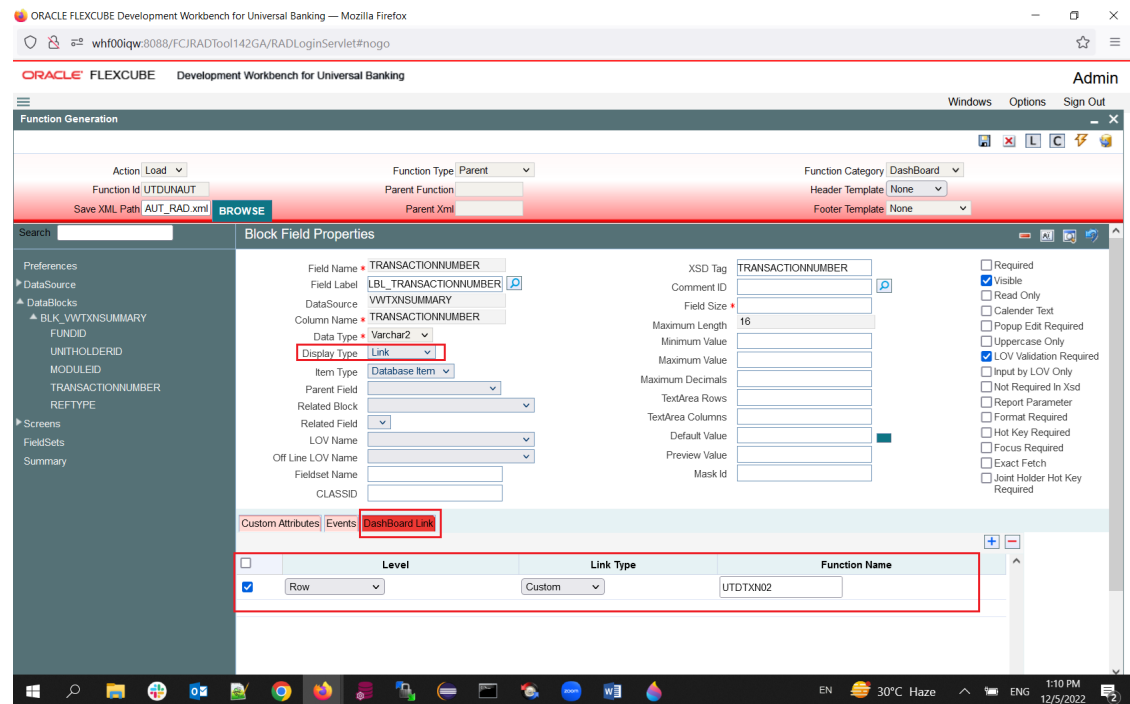 ORACLE FLEXCUBE Development Workbench for Universal Banking — Mozilla Firefox
whf00iqw:8088/FCJRADTool142GA/RADLoginServlet#nogo
ORACLE FLEXCUBE Development Workbench for Universal Banking
Admin
Windows Options Sign Out
Function Generation
L C
Action Load Function Type Parent Function Category DashBoard
Function Id UTDUNAUT Parent Function Header Template None
Save XML Path AUT_RAD.xml BROWSE Parent Xml Footer Template None
Search
Block Field Properties
Preferences
DataSource
DataBlocks
BLK_VWTXNSUMMARY
FUNDID
UNITHOLDERID
MODULEID
TRANSACTIONNUMBER
REFTYPE
Screens
FieldSets
Summary
Field Name * TRANSACTIONNUMBER
Field Label LBL_TRANSACTIONNUMBER
DataSource VWTXNSUMMARY
Column Name * TRANSACTIONNUMBER
Data Type * Varchar2
Display Type Link
Item Type Database Item
Parent Field
Related Block
Related Field
LOV Name
Off Line LOV Name
Fieldset Name
CLASSID
XSD Tag TRANSACTIONNUMBER
Comment ID
Field Size *
Maximum Length 16
Minimum Value
Maximum Value
Maximum Decimals
TextArea Rows
TextArea Columns
Default Value
Preview Value
Mask Id
Required
Visible
Read Only
Calender Text
Popup Edit Required
Uppercase Only
LOV Validation Required
Input by LOV Only
Not Required In Xsd
Report Parameter
Format Required
Hot Key Required
Focus Required
Exact Fetch
Joint Holder Hot Key
Required
Custom Attributes Events DashBoard Link
Level Link Type Function Name
Row Custom UTDTXN02
EN 30°C Haze ENG 1:10 PM
12/5/2022